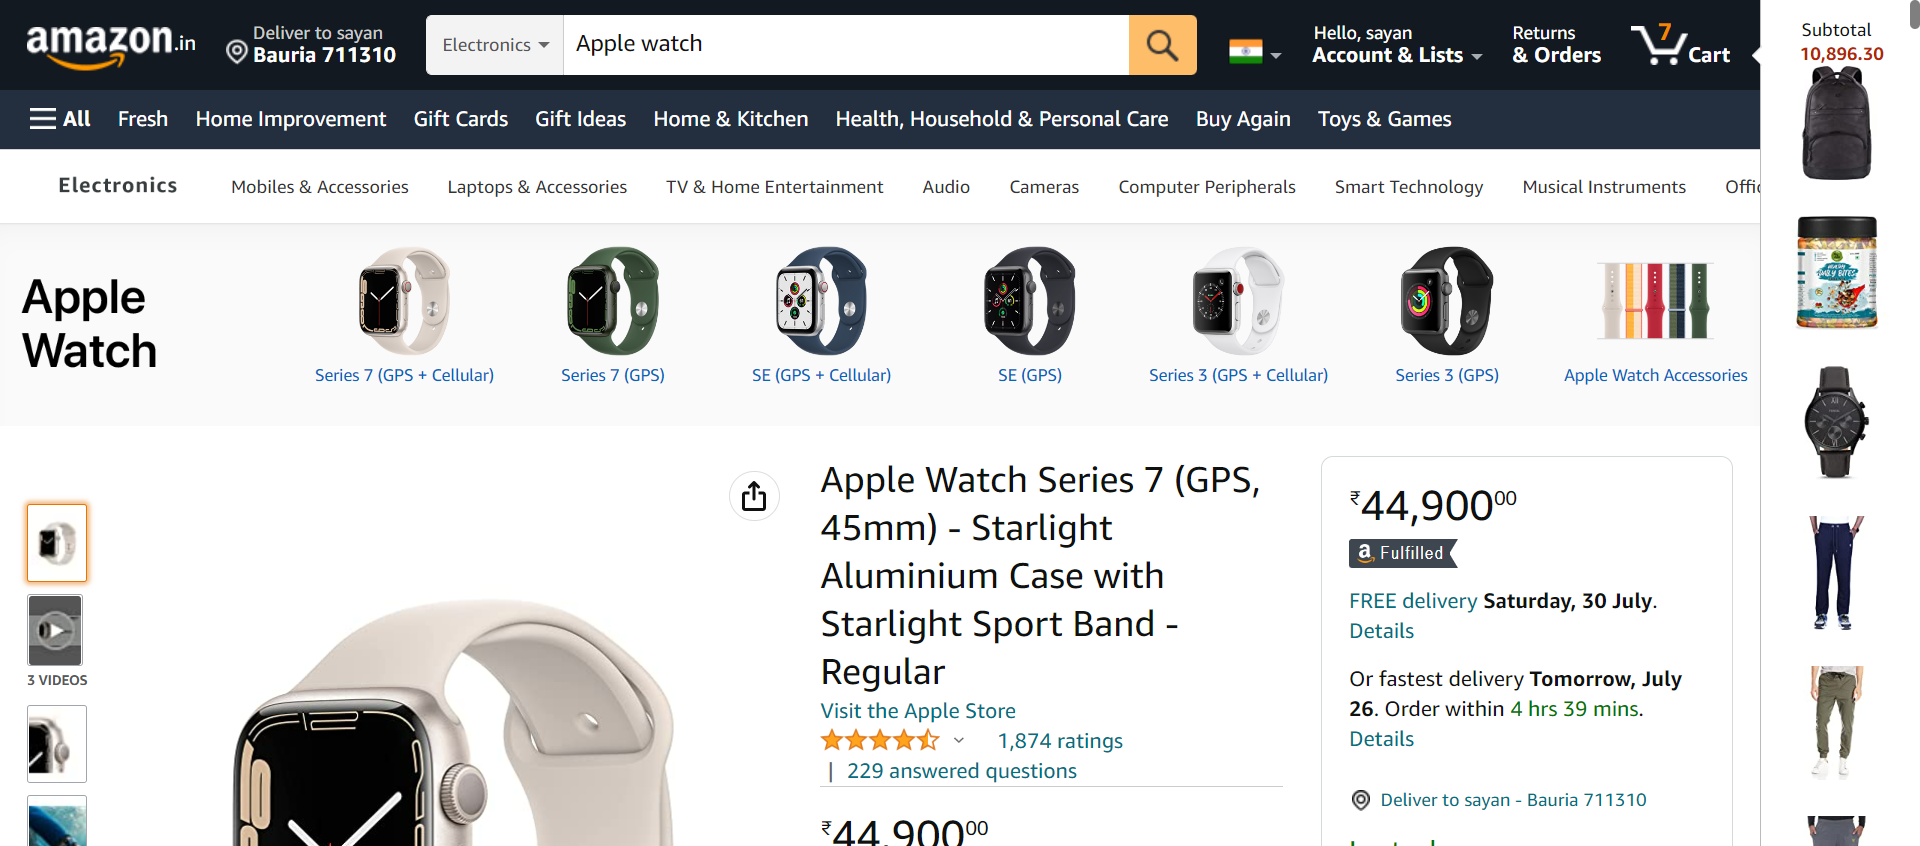 amazon.in
Deliver to sayan
Bauria 711310
Electronics
Apple watch
Hello, sayan
Account & Lists
Returns
& Orders
7
Cart
Subtotal
10,896.30
All
Fresh
Home Improvement
Gift Cards
Gift Ideas
Home & Kitchen
Health, Household & Personal Care
Buy Again
Toys & Games
Electronics
Mobiles & Accessories
Laptops & Accessories
TV & Home Entertainment
Audio
Cameras
Computer Peripherals
Smart Technology
Musical Instruments
Apple
Watch
Series 7 (GPS + Cellular)
Series 7 (GPS)
SE (GPS + Cellular)
SE (GPS)
Series 3 (GPS + Cellular)
Series 3 (GPS)
Apple Watch Accessories
DAILY BITES
3 VIDEOS
Apple Watch Series 7 (GPS,
45mm) - Starlight
Aluminium Case with
Starlight Sport Band -
Regular
Visit the Apple Store
1,874 ratings
| 229 answered questions
₹44,90000
₹44,90000
a Fulfilled
FREE delivery Saturday, 30 July.
Details
Or fastest delivery Tomorrow, July
26. Order within 4 hrs 39 mins.
Details
Deliver to sayan - Bauria 711310